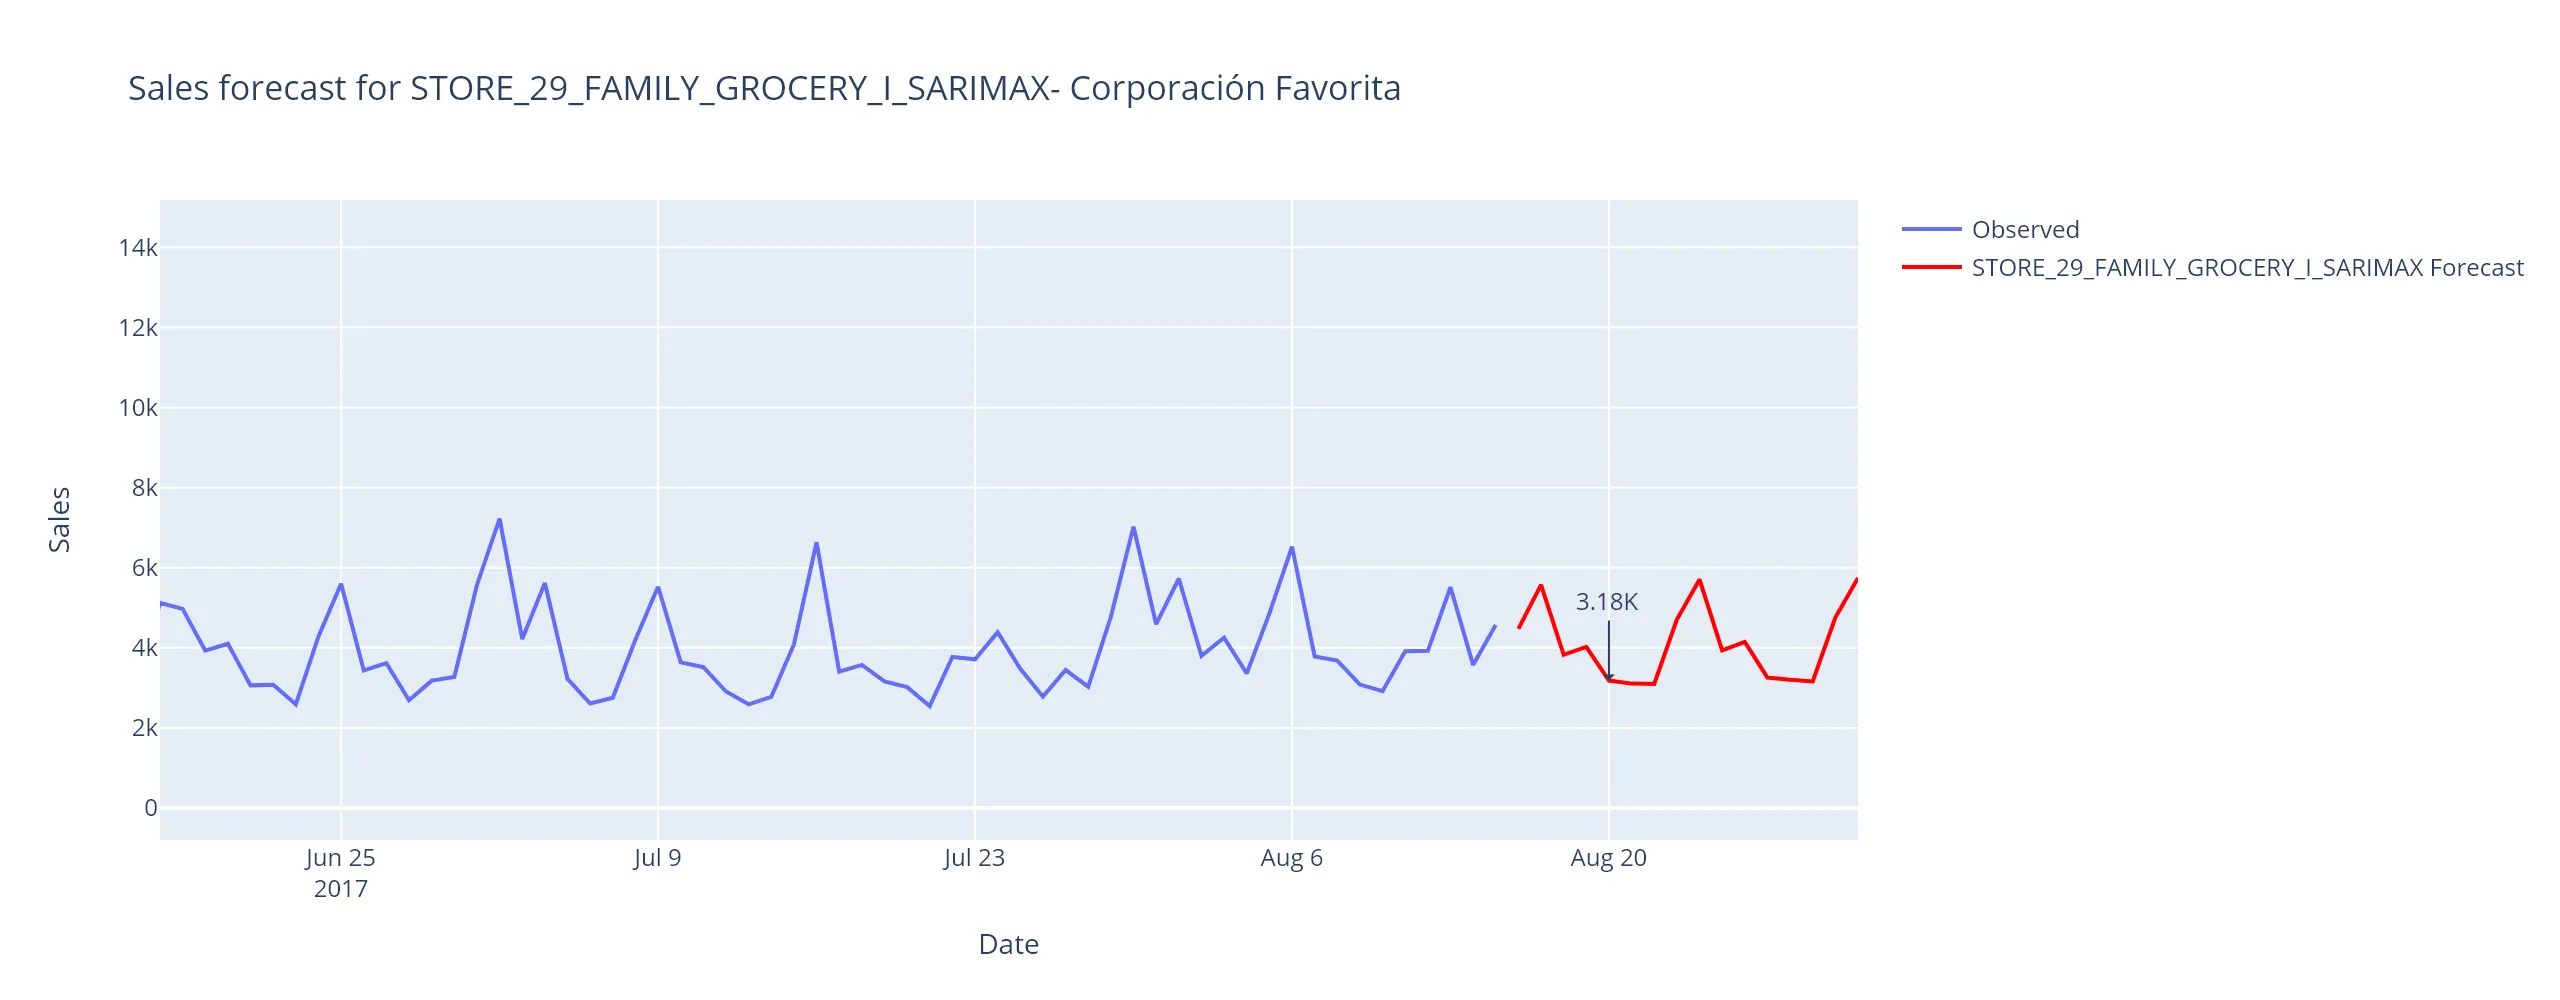 Sales forecast for STORE_29_FAMILY_GROCERY_I_SARIMAX- Corporación Favorita
Observed
STORE_29_FAMILY_GROCERY_I_SARIMAX Forecast
14k
12k
10k
8k
6k
4k
2k
0
Sales
3.18K
Jun 25
2017
Jul 9
Jul 23
Aug 6
Aug 20
Date